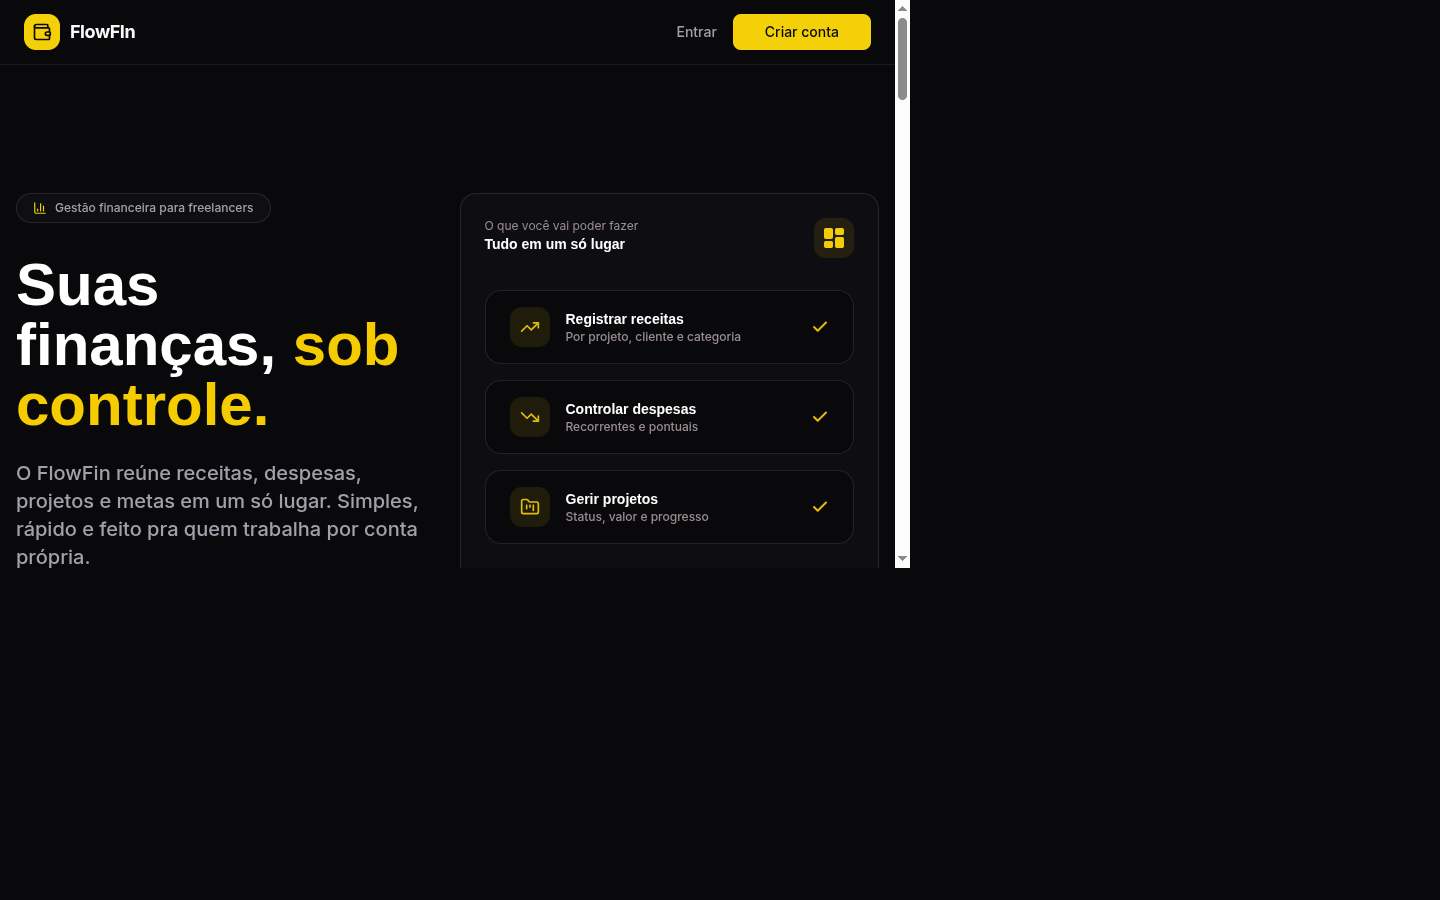 FlowFIn
Entrar
Criar conta
Gestão financeira para freelancers
Suas
finanças, sob
controle.
O FlowFin reúne receitas, despesas,
projetos e metas em um só lugar. Simples,
rápido e feito pra quem trabalha por conta
própria.
O que você vai poder fazer
Tudo em um só lugar
Registrar receitas
Por projeto, cliente e categoria
Controlar despesas
Recorrentes e pontuais
Gerir projetos
Status, valor e progresso